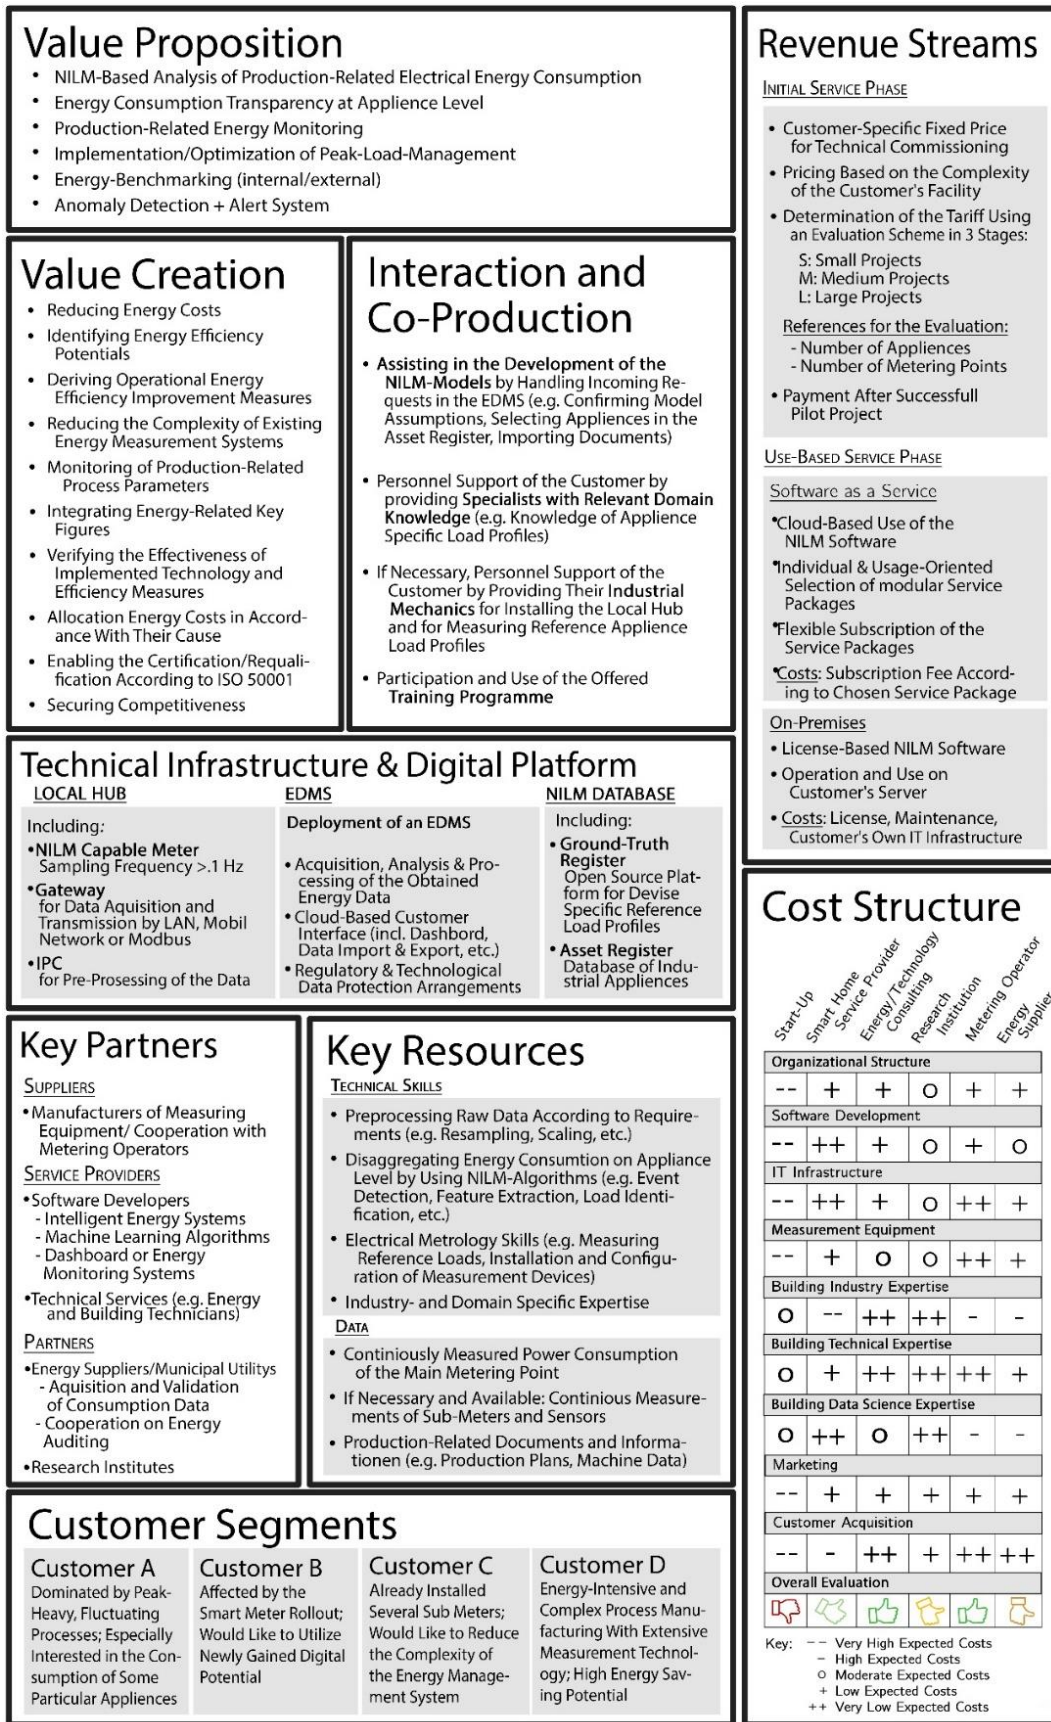 Value Proposition
• NILM-Based Analysis of Production-Related Electrical Energy Consumption
• Energy Consumption Transparency at Applience Level
• Production-Related Energy Monitoring
• Implementation/Optimization of Peak-Load-Management
• Energy-Benchmarking (internal/external)
• Anomaly Detection + Alert System
Value Creation
• Reducing Energy Costs
• Identifying Energy Efficiency
Potentials
• Deriving Operational Energy
Efficiency Improvement Measures
• Reducing the Complexity of Existing
Energy Measurement Systems
• Monitoring of Production-Related
Process Parameters
• Integrating Energy-Related Key
Figures
• Verifying the Effectiveness of
Implemented Technology and
Efficiency Measures
• Allocation Energy Costs in Accord-
ance With Their Cause
• Enabling the Certification/Requali-
fication According to ISO 50001
• Securing Competitiveness
Interaction and
Co-Production
• Assisting in the Development of the
NILM-Models by Handling Incoming Re-
quests in the EDMS (e.g. Confirming Model
Assumptions, Selecting Appliences in the
Asset Register, Importing Documents)
• Personnel Support of the Customer by
providing Specialists with Relevant Domain
Knowledge (e.g. Knowledge of Applience
Specific Load Profiles)
• If Necessary, Personnel Support of the
Customer by Providing Their Industrial
Mechanics for Installing the Local Hub
and for Measuring Reference Applience
Load Profiles
• Participation and Use of the Offered
Training Programme
Technical Infrastructure & Digital Platform
LOCAL HUB
Including:
•NILM Capable Meter
Sampling Frequency >.1 Hz
•Gateway
for Data Aquisition and
Transmission by LAN, Mobil
Network or Modbus
•IPC
for Pre-Prosessing of the Data
EDMS
Deployment of an EDMS
•Acquisition, Analysis & Pro-
cessing of the Obtained
Energy Data
•Cloud-Based Customer
Interface (incl. Dashbord,
Data Import & Export, etc.)
•Regulatory & Technological
Data Protection Arrangements
NILM DATABASE
Including:
• Ground-Truth
Register
Open Source Plat-
form for Devise
Specific Reference
Load Profiles
• Asset Register
Database of Indu-
strial Appliences
Key Partners
SUPPLIERS
•Manufacturers of Measuring
Equipment/ Cooperation with
Metering Operators
SERVICE PROVIDERS
•Software Developers
- Intelligent Energy Systems
- Machine Learning Algorithms
- Dashboard or Energy
Monitoring Systems
•Technical Services (e.g. Energy
and Building Technicians)
PARTNERS
•Energy Suppliers/Municipal Utilitys
- Aquisition and Validation
of Consumption Data
- Cooperation on Energy
Auditing
•Research Institutes
Key Resources
TECHNICAL SKILLS
• Preprocessing Raw Data According to Require-
ments (e.g. Resampling, Scaling, etc.)
• Disaggregating Energy Consumtion on Appliance
Level by Using NILM-Algorithms (e.g. Event
Detection, Feature Extraction, Load Identi-
fication, etc.)
• Electrical Metrology Skills (e.g. Measuring
Reference Loads, Installation and Configu-
ration of Measurement Devices)
• Industry- and Domain Specific Expertise
DATA
• Continiously Measured Power Consumption
of the Main Metering Point
• If Necessary and Available: Continious Measure-
ments of Sub-Meters and Sensors
• Production-Related Documents and Informa-
tionen (e.g. Production Plans, Machine Data)
Customer Segments
Customer A
Dominated by Peak-
Heavy, Fluctuating
Processes; Especially
Interested in the Con-
sumption of Some
Particular Appliences
Customer B
Affected by the
Smart Meter Rollout;
Would Like to Utilize
Newly Gained Digital
Potential
Customer C
Already Installed
Several Sub Meters;
Would Like to Reduce
the Complexity of
the Energy Manage-
ment System
Customer D
Energy-Intensive and
Complex Process Manu-
facturing With Extensive
Measurement Technol-
ogy; High Energy Sav-
ing Potential
Revenue Streams
INITIAL SERVICE PHASE
• Customer-Specific Fixed Price
for Technical Commissioning
• Pricing Based on the Complexity
of the Customer's Facility
• Determination of the Tariff Using
an Evaluation Scheme in 3 Stages:
S: Small Projects
M: Medium Projects
L: Large Projects
References for the Evaluation:
- Number of Appliences
- Number of Metering Points
• Payment After Successfull
Pilot Project
USE-BASED SERVICE PHASE
Software as a Service
•Cloud-Based Use of the
NILM Software
•Individual & Usage-Oriented
Selection of modular Service
Packages
•Flexible Subscription of the
Service Packages
•Costs: Subscription Fee Accord-
ing to Chosen Service Package
On-Premises
• License-Based NILM Software
• Operation and Use on
Customer's Server
• Costs: License, Maintenance,
Customer's Own IT Infrastructure
Cost Structure
Start-Up
Smart Home
Service Provider
Energy/Technology
Consulting
Research
Institution
Metering Operator
Energy
Supplier
Organizational Structure
-- + + O + +
Software Development
-- ++ + O + O
IT Infrastructure
-- ++ + O ++ +
Measurement Equipment
-- + O O ++ +
Building Industry Expertise
O -- ++ ++ - -
Building Technical Expertise
O + ++ ++ ++ +
Building Data Science Expertise
O ++ O ++ - -
Marketing
-- + + + + +
Customer Acquisition
-- - ++ + ++ ++
Overall Evaluation
Key: -- Very High Expected Costs
- High Expected Costs
O Moderate Expected Costs
+ Low Expected Costs
++ Very Low Expected Costs